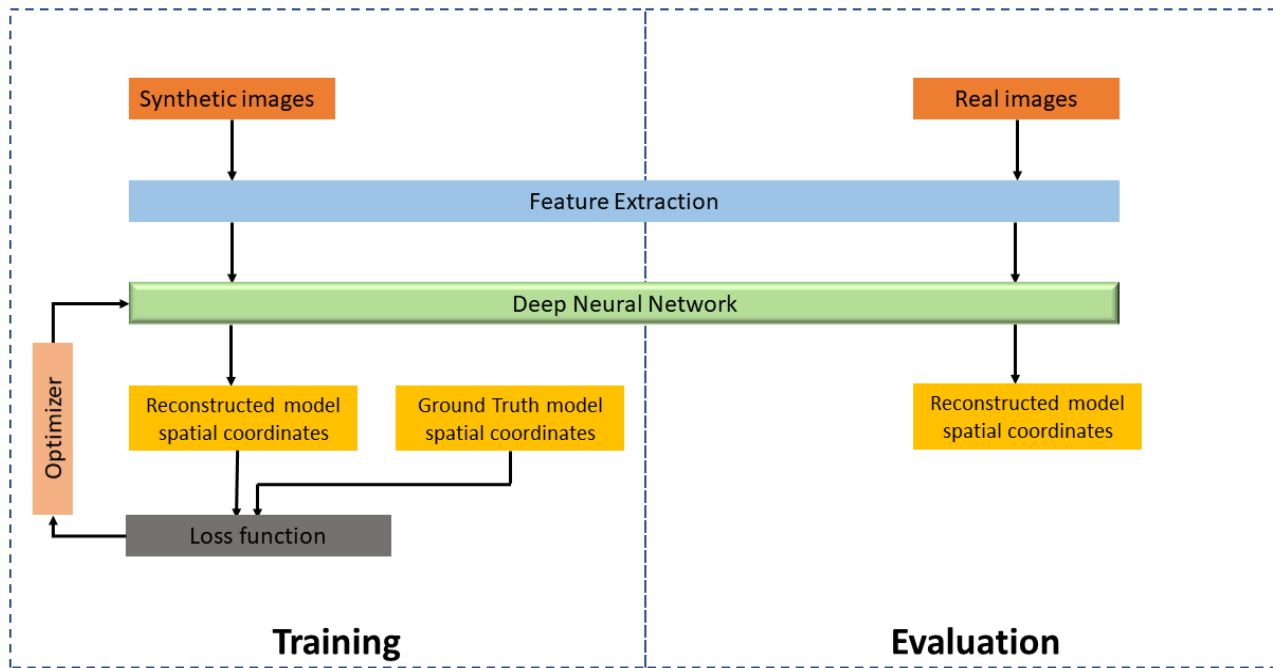 Synthetic images
Real images
Feature Extraction
Deep Neural Network
Optimizer
Reconstructed model
spatial coordinates
Ground Truth model
spatial coordinates
Reconstructed model
spatial coordinates
Loss function
Training
Evaluation